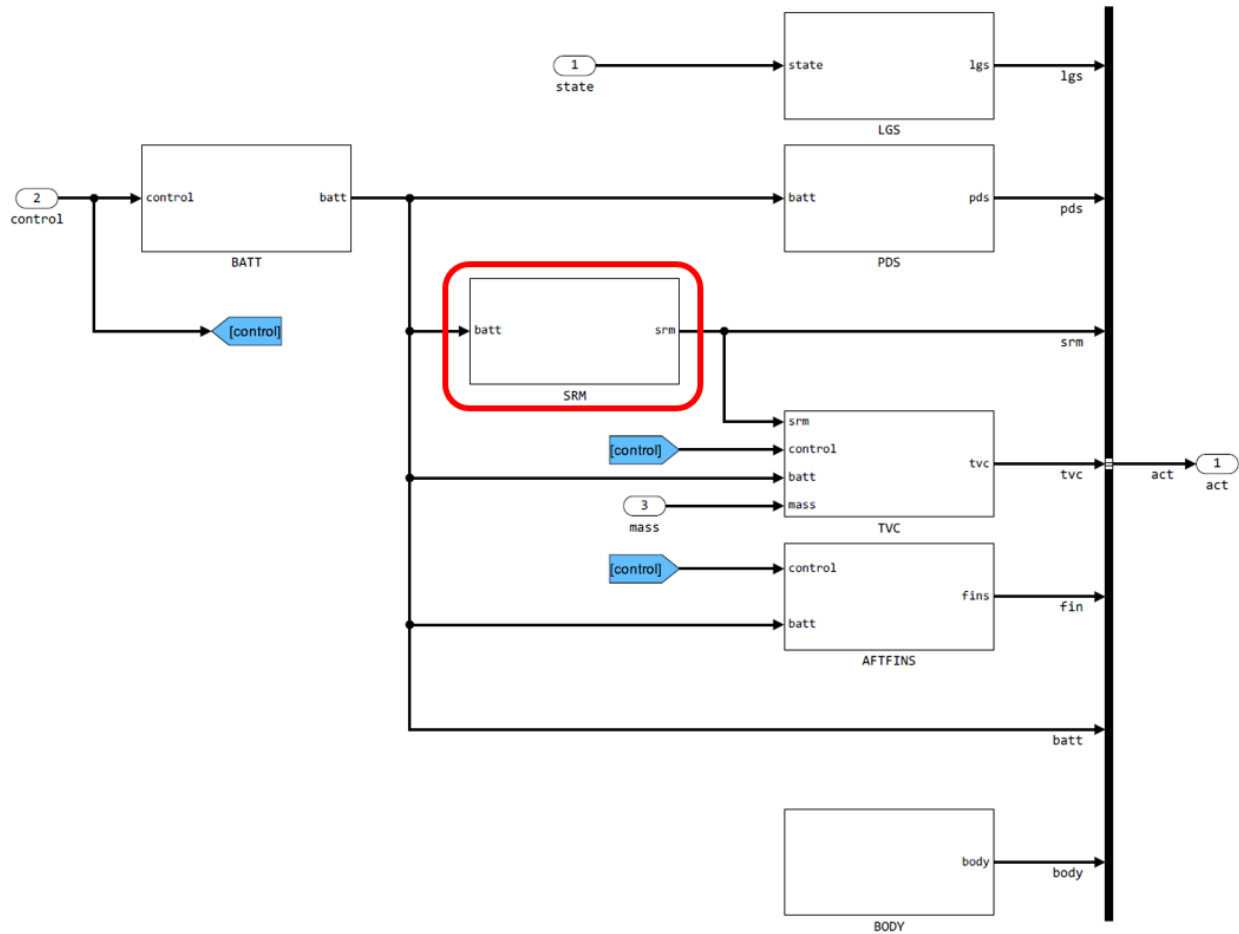 1
state
state
lgs
lgs
LGS
2
control
control
batt
BATT
batt
pds
pds
PDS
[control]
batt
srm
srm
SRM
srm
[control]
control
batt
tvc
tvc
3
mass
mass
TVC
act
1
act
[control]
control
fins
fin
batt
AFTFINS
batt
body
body
BODY